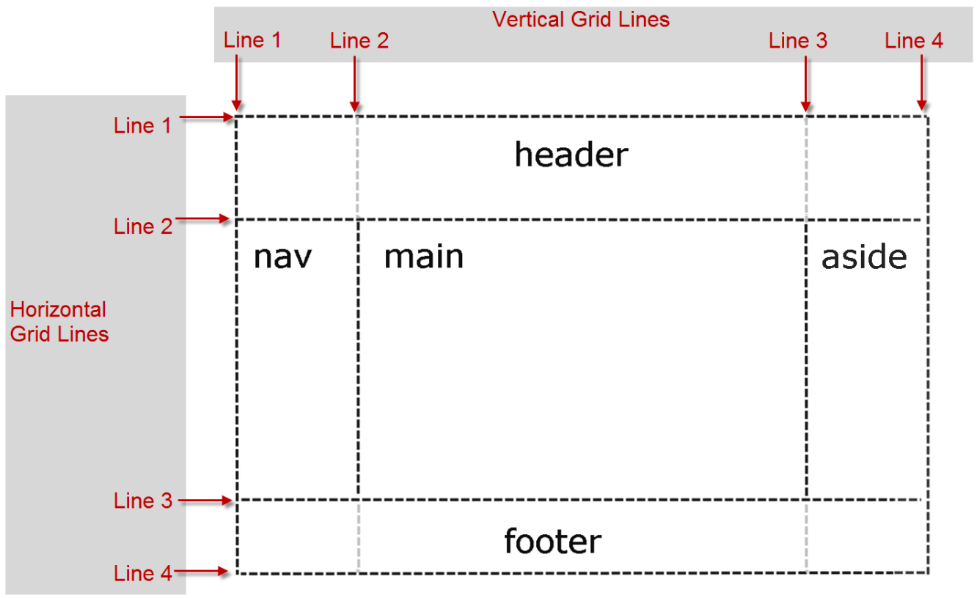 Vertical Grid Lines
Line 1 Line 2 Line 3 Line 4
Line 1
header
Line 2
nav main aside
Horizontal
Grid Lines
Line 3
footer
Line 4